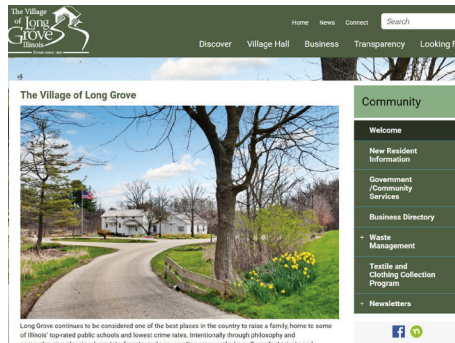 The Village
of Long
Grove
Illinois
Home News Connect Search
Discover Village Hall Business Transparency Looking F
The Village of Long Grove
Community
Welcome
New Resident
Information
Government
/Community
Services
Business Directory
+ Waste
Management
Textile and
Clothing Collection
Program
+ Newsletters
Long Grove continues to be considered one of the best places in the country to raise a family, home to some
of Illinois' top-rated public schools and lowest crime rates. Intentionally through philosophy and